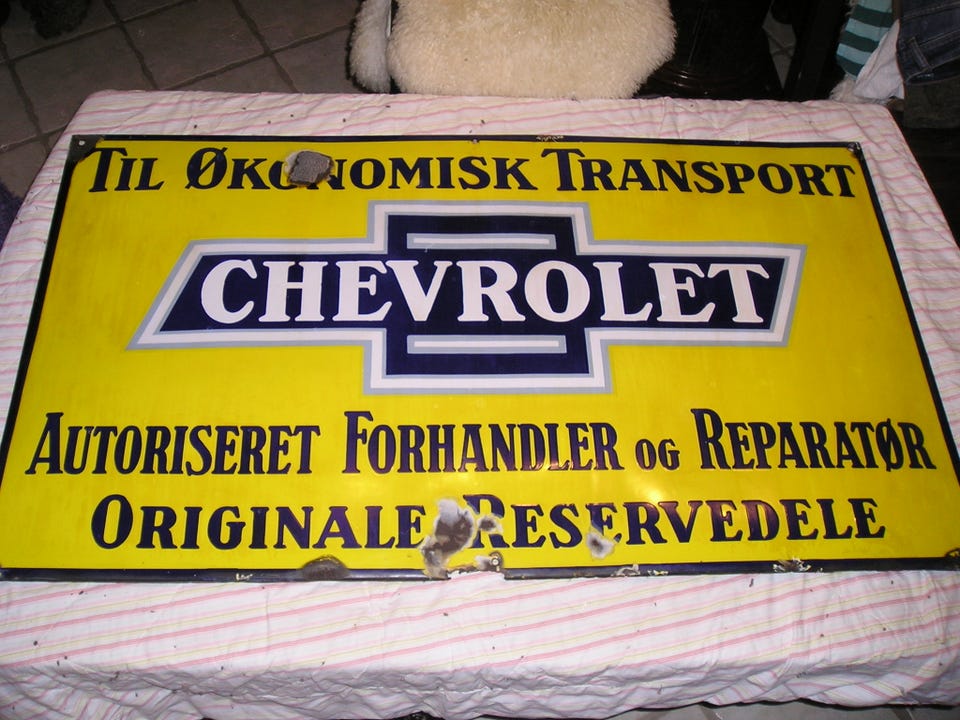 TIL ØKONOMISK TRANSPORT
CHEVROLET
AUTORISERET FORHANDLER OG REPARATØR
ORIGINALE RESERVEDELE